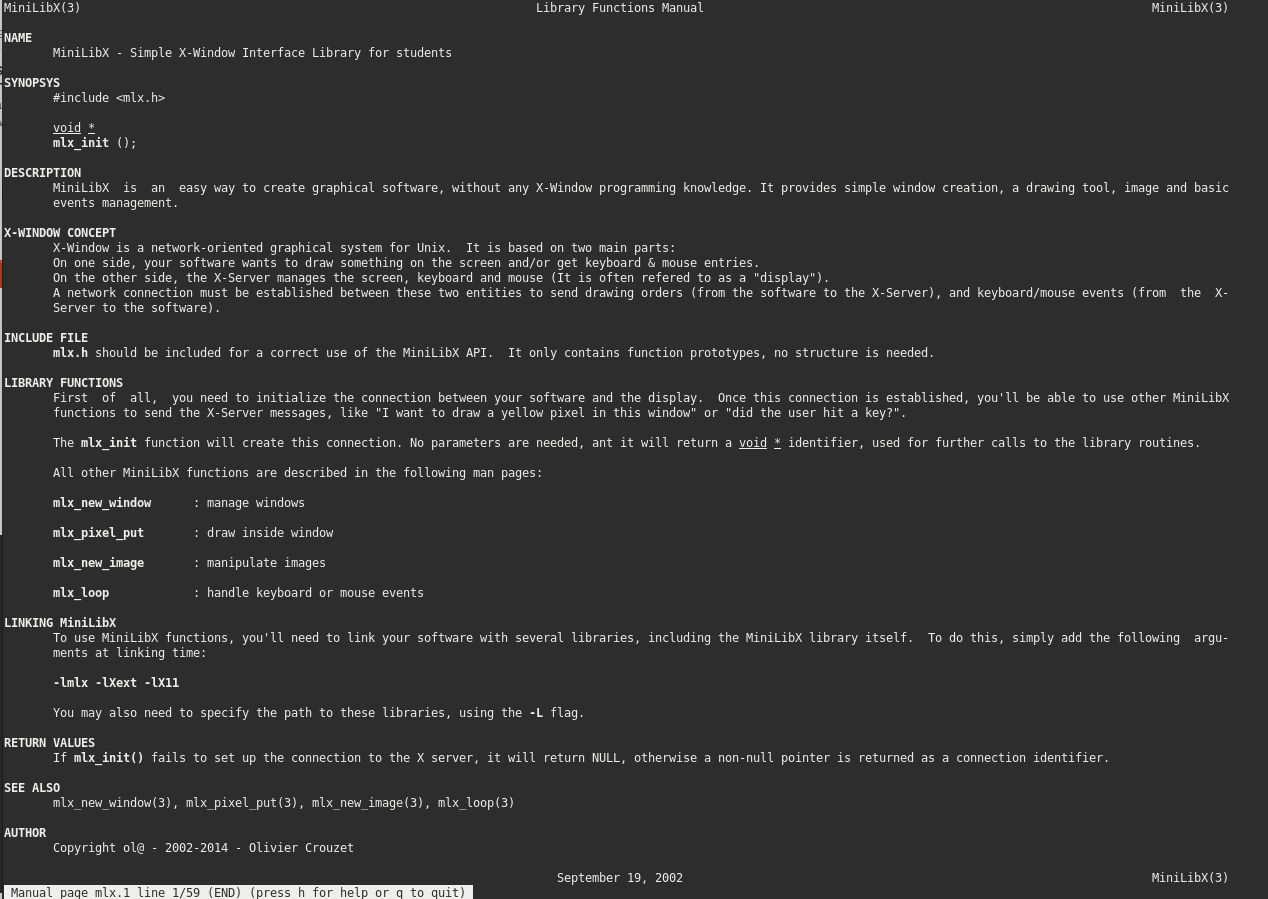 MiniLibX(3) Library Functions Manual MiniLibX(3)
NAME
MiniLibX - Simple X-Window Interface Library for students
SYNOPSYS
#include <mlx.h>
void *
mlx_init ();
DESCRIPTION
MiniLibX is an easy way to create graphical software, without any X-Window programming knowledge. It provides simple window creation, a drawing tool, image and basic
events management.
X-WINDOW CONCEPT
X-Window is a network-oriented graphical system for Unix. It is based on two main parts:
On one side, your software wants to draw something on the screen and/or get keyboard & mouse entries.
On the other side, the X-Server manages the screen, keyboard and mouse (It is often refered to as a "display").
A network connection must be established between these two entities to send drawing orders (from the software to the X-Server), and keyboard/mouse events (from the X-
Server to the software).
INCLUDE FILE
mlx.h should be included for a correct use of the MiniLibX API. It only contains function prototypes, no structure is needed.
LIBRARY FUNCTIONS
First of all, you need to initialize the connection between your software and the display. Once this connection is established, you'll be able to use other MiniLibX
functions to send the X-Server messages, like "I want to draw a yellow pixel in this window" or "did the user hit a key?".
The mlx_init function will create this connection. No parameters are needed, ant it will return a void * identifier, used for further calls to the library routines.
All other MiniLibX functions are described in the following man pages:
mlx_new_window : manage windows
mlx_pixel_put : draw inside window
mlx_new_image : manipulate images
mlx_loop : handle keyboard or mouse events
LINKING MiniLibX
To use MiniLibX functions, you'll need to link your software with several libraries, including the MiniLibX library itself. To do this, simply add the following argu-
ments at linking time:
-lmlx -lXext -lX11
You may also need to specify the path to these libraries, using the -L flag.
RETURN VALUES
If mlx_init() fails to set up the connection to the X server, it will return NULL, otherwise a non-null pointer is returned as a connection identifier.
SEE ALSO
mlx_new_window(3), mlx_pixel_put(3), mlx_new_image(3), mlx_loop(3)
AUTHOR
Copyright ol@ - 2002-2014 - Olivier Crouzet
September 19, 2002 MiniLibX(3)
Manual page mlx.1 line 1/59 (END) (press h for help or q to quit)